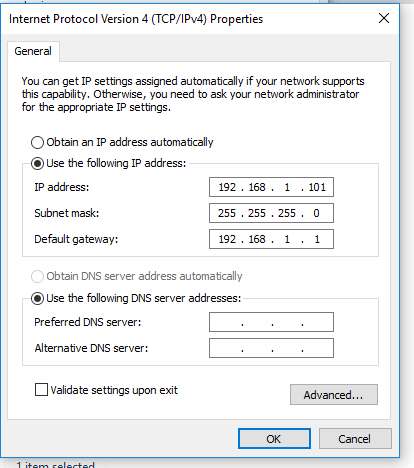 Internet Protocol Version 4 (TCP/IPv4) Properties
General
You can get IP settings assigned automatically if your network supports
this capability. Otherwise, you need to ask your network administrator
for the appropriate IP settings.
Obtain an IP address automatically
Use the following IP address:
IP address: 192 . 168 . 1 . 101
Subnet mask: 255 . 255 . 255 . 0
Default gateway: 192 . 168 . 1 . 1
Obtain DNS server address automatically
Use the following DNS server addresses:
Preferred DNS server: . . .
Alternative DNS server: . . .
Validate settings upon exit
Advanced...
OK Cancel
1 item selected